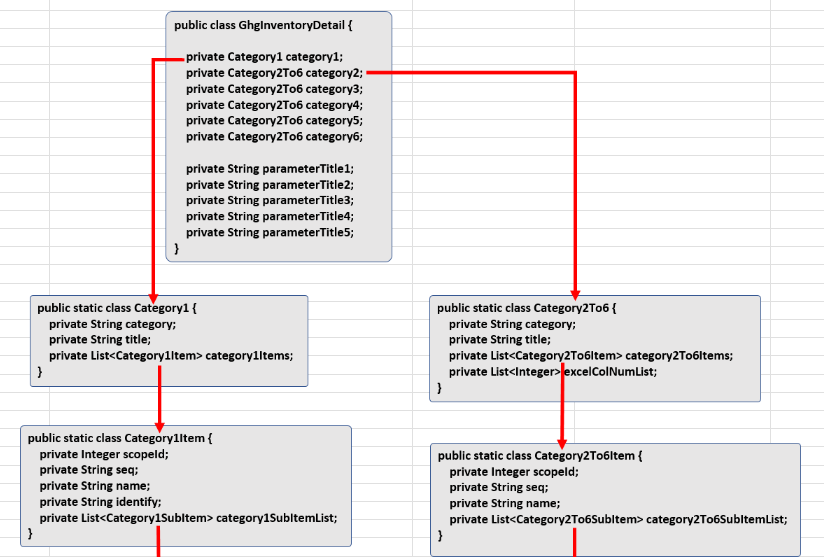 public class GhgInventoryDetail {
private Category1 category1;
private Category2To6 category2;
private Category2To6 category3;
private Category2To6 category4;
private Category2To6 category5;
private Category2To6 category6;
private String parameterTitle1;
private String parameterTitle2;
private String parameterTitle3;
private String parameterTitle4;
private String parameterTitle5;
}
public static class Category1 {
private String category;
private String title;
private List<Category1Item> category1Items;
}
public static class Category2To6 {
private String category;
private String title;
private List<Category2To6Item> category2To6Items;
private List<Integer> excelColNumList;
}
public static class Category1Item {
private Integer scopeId;
private String seq;
private String name;
private String identify;
private List<Category1SubItem> category1SubItemList;
}
public static class Category2To6Item {
private Integer scopeId;
private String seq;
private String name;
private List<Category2To6SubItem> category2To6SubItemList;
}